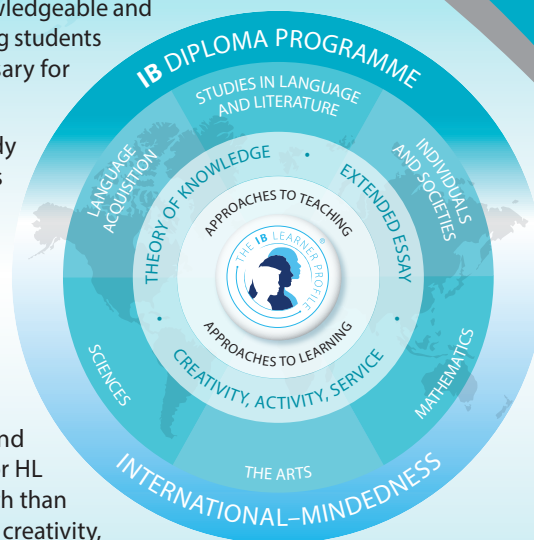 wledgeable and
g students
sary for
dy
s
nd
r HL
h than
creativity,
IB DIPLOMA PROGRAMME
STUDIES IN LANGUAGE
AND LITERATURE
LANGUAGE
ACQUISITION
INDIVIDUALS
AND SOCIETIES
THEORY OF KNOWLEDGE
•
EXTENDED ESSAY
•
•
APPROACHES TO TEACHING
THE IB LEARNER PROFILE
®
APPROACHES TO LEARNING
CREATIVITY, ACTIVITY, SERVICE
SCIENCES
MATHEMATICS
THE ARTS
INTERNATIONAL–MINDEDNESS